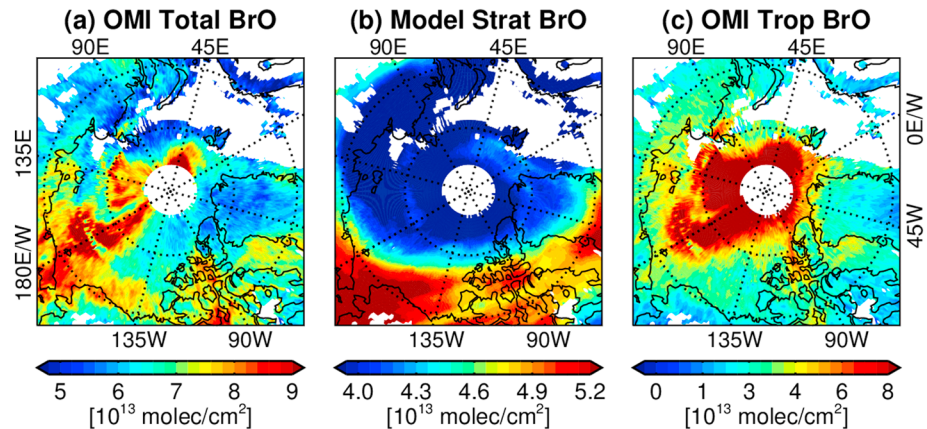 (a) OMI Total BrO (b) Model Strat BrO (c) OMI Trop BrO
90E 45E 90E 45E 90E 45E
135E 0E/W
180E/W 45W
135W 90W 135W 90W 135W 90W
5 6 7 8 9 4.0 4.3 4.6 4.9 5.2 0 1 3 4 6 8
[10¹³ molec/cm²] [10¹³ molec/cm²] [10¹³ molec/cm²]